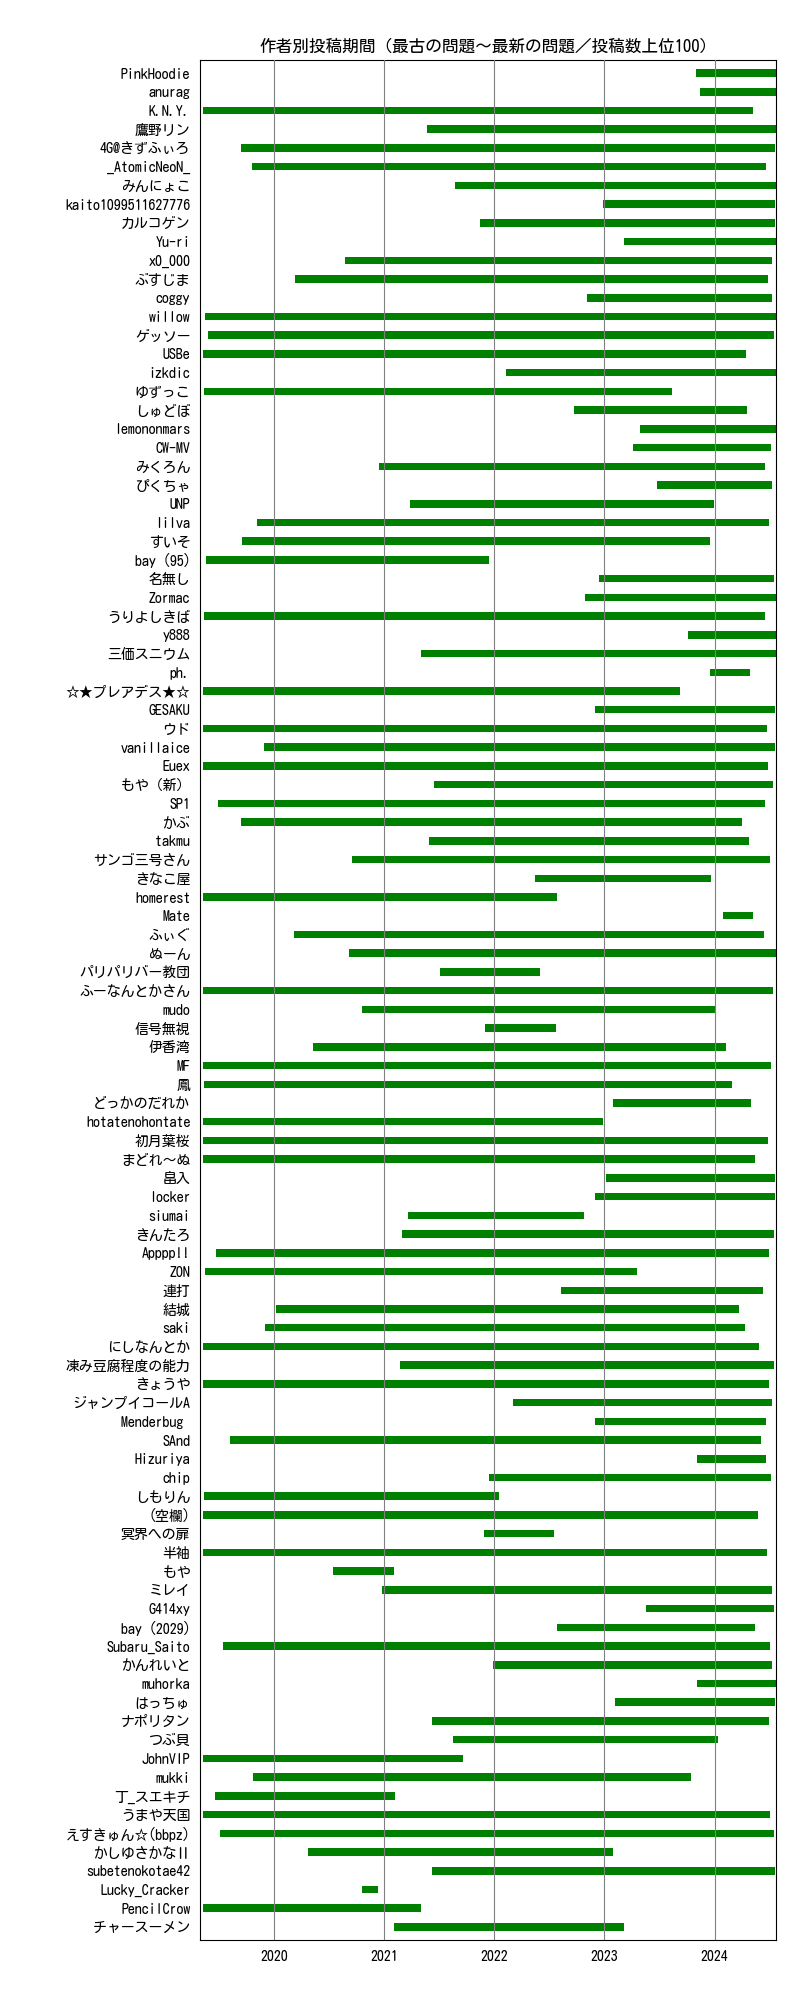 作者別投稿期間（最古の問題～最新の問題／投稿数上位100）
PinkHoodie
anurag
K.N.Y.
鷹野リン
4G@きずふぃろ
_AtomicNeoN_
みんにょこ
kaito1099511627776
カルコゲン
Yu-ri
x0_000
ぶすじま
coggy
willow
ゲッソー
USBe
izkdic
ゆずっこ
しゅどぼ
lemononmars
CW-MV
みくろん
ぴくちゃ
UNP
lilva
すいそ
bay (95)
名無し
Zormac
うりよしきば
y888
三価スニウム
ph.
☆★プレアデス★☆
GESAKU
ウド
vanillaice
Euex
もや（新）
SP1
かぶ
takmu
サンゴ三号さん
きなこ屋
homerest
Mate
ふぃぐ
ぬーん
パリパリバー教団
ふーなんとかさん
mudo
信号無視
伊香湾
MF
鳳
どっかのだれか
hotatenohontate
初月葉桜
まどれ～ぬ
畠入
locker
siumai
きんたろ
Appppll
ZON
連打
結城
saki
にしなんとか
凍み豆腐程度の能力
きょうや
ジャンプイコールA
Menderbug
SAnd
Hizuriya
chip
しもりん
(空欄)
冥界への扉
半袖
もや
ミレイ
G414xy
bay (2029)
Subaru_Saito
かんれいと
muhorka
はっちゅ
ナポリタン
つぶ貝
JohnVIP
mukki
丁_スエキチ
うまや天国
えすきゅん☆(bbpz)
かしゆさかなII
subetenokotae42
Lucky_Cracker
PencilCrow
チャースーメン
2020 2021 2022 2023 2024